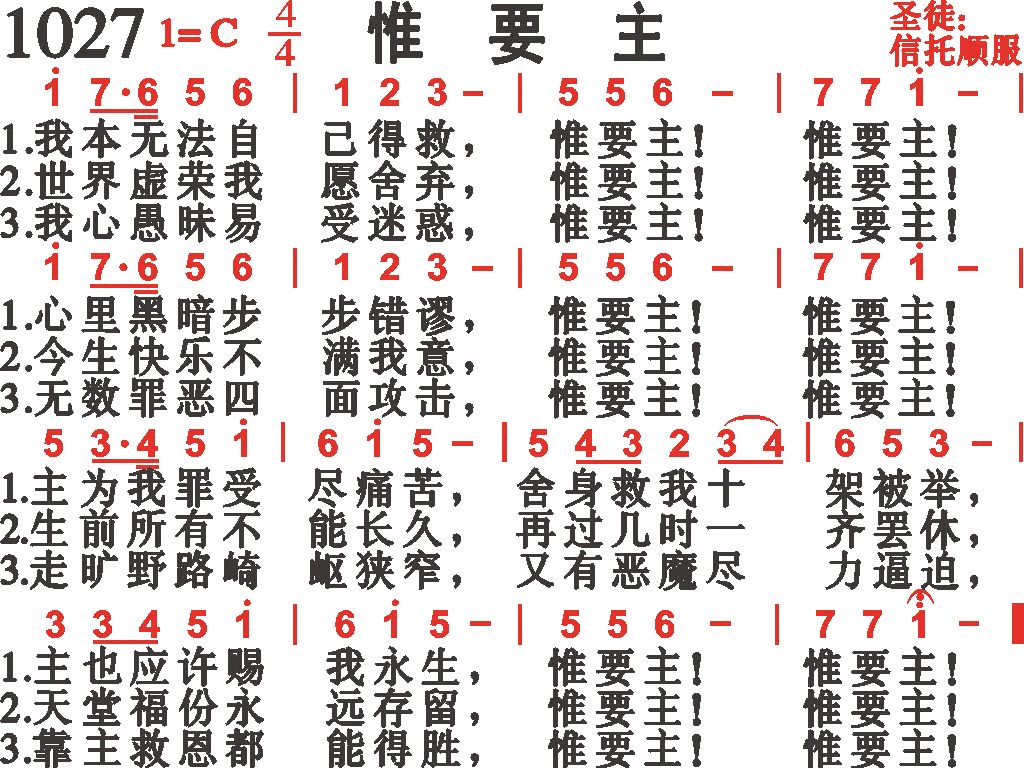 1027 1=C 4/4 惟要主 圣徒：
信托顺服
i 7·6 5 6 | 1 2 3 – | 5 5 6 – | 7 7 i – |
1.我本无法自 己得救，惟要主！ 惟要主！
2.世界虚荣我 愿舍弃，惟要主！ 惟要主！
3.我心愚昧易 受迷惑，惟要主！ 惟要主！
i 7·6 5 6 | 1 2 3 – | 5 5 6 – | 7 7 i – |
1.心里黑暗步 步错谬，惟要主！ 惟要主！
2.今生快乐不 满我意，惟要主！ 惟要主！
3.无数罪恶四 面攻击，惟要主！ 惟要主！
5 3·4 5 i | 6 i 5 – | 5 4 3 2 3 4 | 6 5 3 – |
1.主为我罪受 尽痛苦，舍身救我十 架被举，
2.生前所有不 能长久，再过几时一 齐罢休，
3.走旷野路崎 岖狭窄，又有恶魔尽 力逼迫，
3 3 4 5 i | 6 i 5 – | 5 5 6 – | 7 7 i –
1.主也应许赐 我永生，惟要主！ 惟要主！
2.天堂福份永 远存留，惟要主！ 惟要主！
3.靠主救恩都 能得胜，惟要主！ 惟要主！